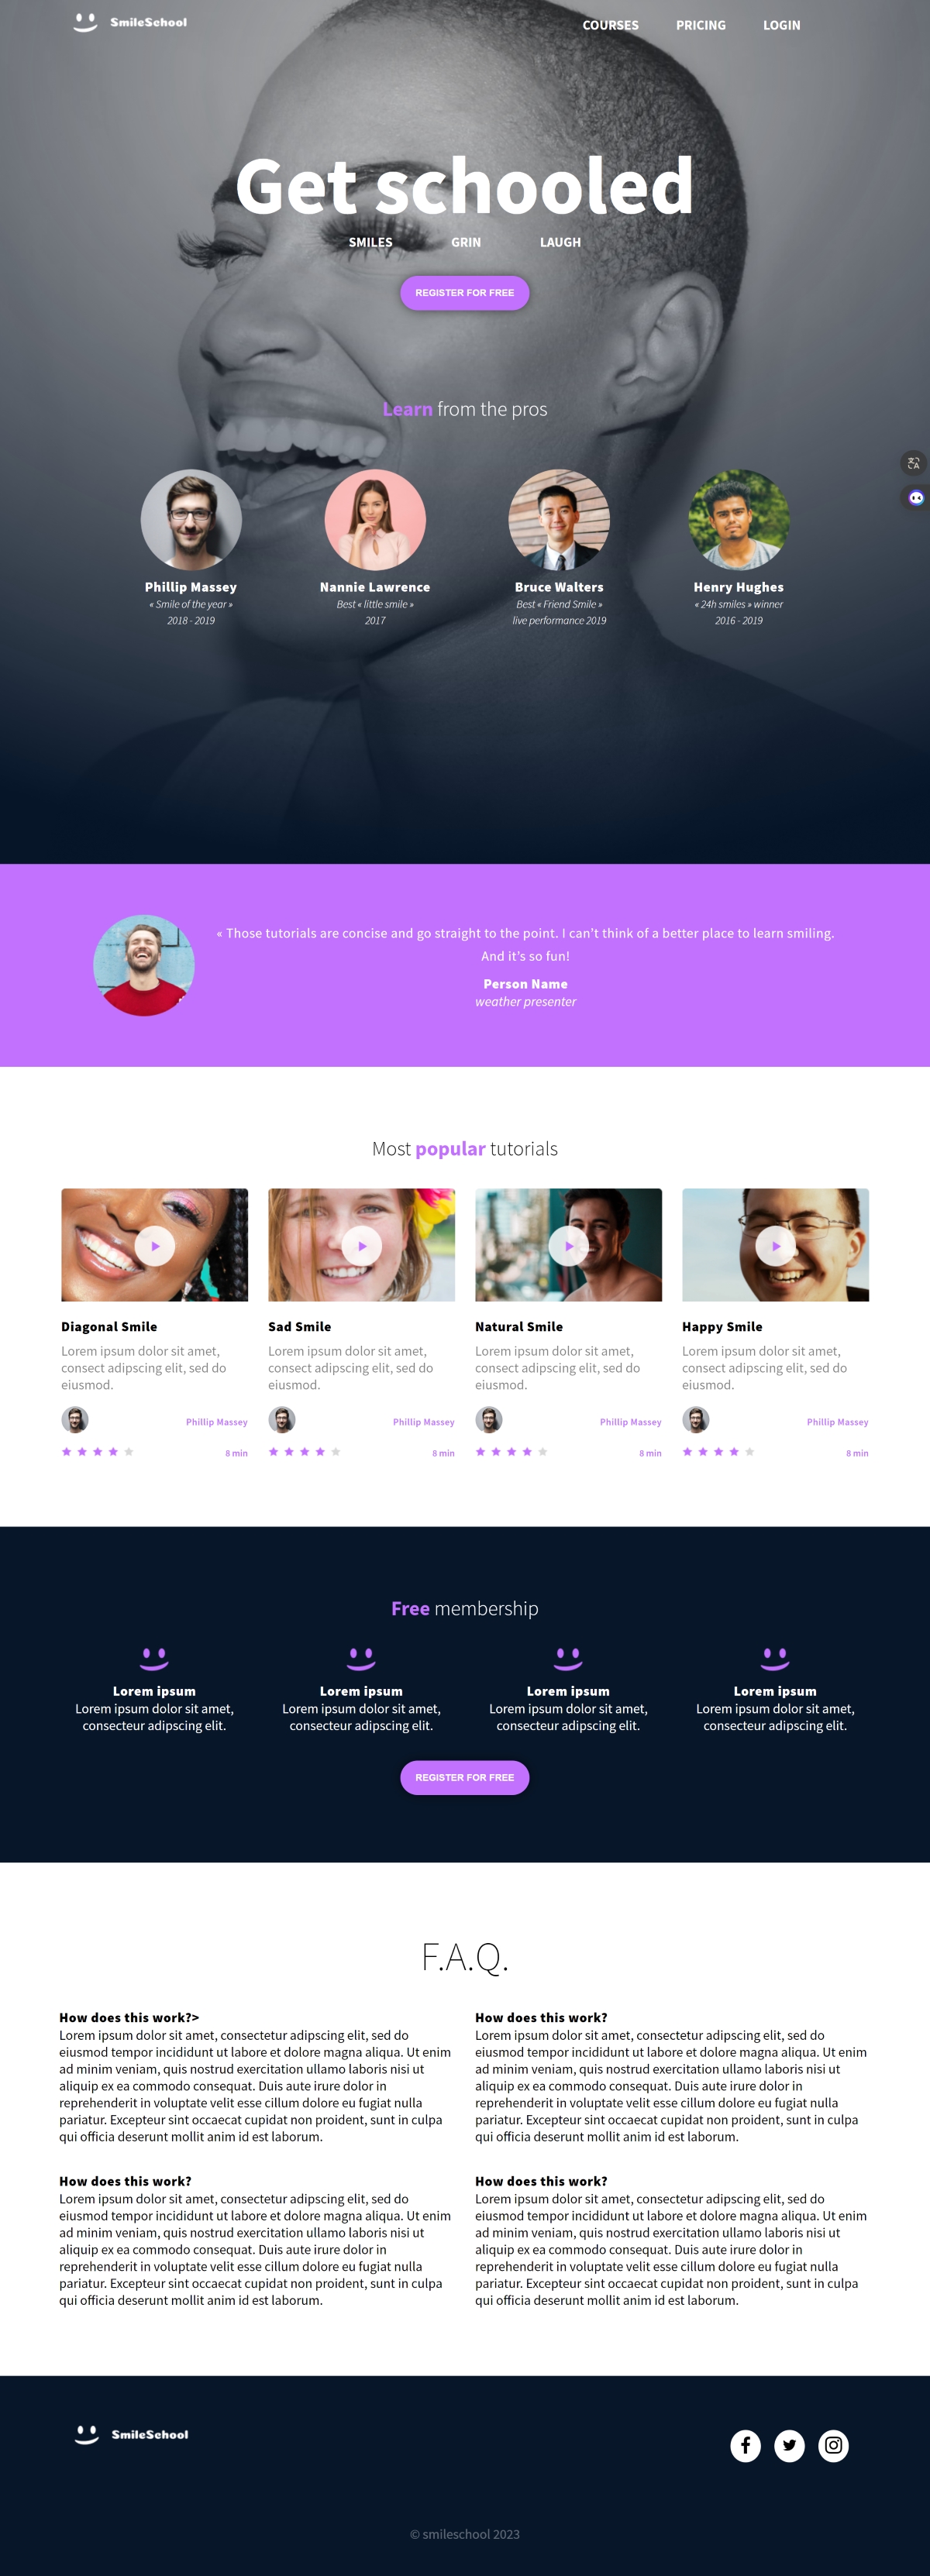 SmileSchool
COURSES PRICING LOGIN
Get schooled
SMILES GRIN LAUGH
REGISTER FOR FREE
Learn from the pros
Phillip Massey
« Smile of the year »
2018 - 2019
Nannie Lawrence
Best « little smile »
2017
Bruce Walters
Best « Friend Smile »
live performance 2019
Henry Hughes
« 24h smiles » winner
2016 - 2019
« Those tutorials are concise and go straight to the point. I can’t think of a better place to learn smiling.
And it’s so fun!
Person Name
weather presenter
Most popular tutorials
Diagonal Smile
Lorem ipsum dolor sit amet,
consect adipscing elit, sed do
eiusmod.
Phillip Massey
8 min
Sad Smile
Lorem ipsum dolor sit amet,
consect adipscing elit, sed do
eiusmod.
Phillip Massey
8 min
Natural Smile
Lorem ipsum dolor sit amet,
consect adipscing elit, sed do
eiusmod.
Phillip Massey
8 min
Happy Smile
Lorem ipsum dolor sit amet,
consect adipscing elit, sed do
eiusmod.
Phillip Massey
8 min
Free membership
Lorem ipsum
Lorem ipsum dolor sit amet,
consecteur adipscing elit.
Lorem ipsum
Lorem ipsum dolor sit amet,
consecteur adipscing elit.
Lorem ipsum
Lorem ipsum dolor sit amet,
consecteur adipscing elit.
Lorem ipsum
Lorem ipsum dolor sit amet,
consecteur adipscing elit.
REGISTER FOR FREE
F.A.Q.
How does this work?>
Lorem ipsum dolor sit amet, consectetur adipscing elit, sed do
eiusmod tempor incididunt ut labore et dolore magna aliqua. Ut enim
ad minim veniam, quis nostrud exercitation ullamo laboris nisi ut
aliquip ex ea commodo consequat. Duis aute irure dolor in
reprehenderit in voluptate velit esse cillum dolore eu fugiat nulla
pariatur. Excepteur sint occaecat cupidat non proident, sunt in culpa
qui officia deserunt mollit anim id est laborum.
How does this work?
Lorem ipsum dolor sit amet, consectetur adipscing elit, sed do
eiusmod tempor incididunt ut labore et dolore magna aliqua. Ut enim
ad minim veniam, quis nostrud exercitation ullamo laboris nisi ut
aliquip ex ea commodo consequat. Duis aute irure dolor in
reprehenderit in voluptate velit esse cillum dolore eu fugiat nulla
pariatur. Excepteur sint occaecat cupidat non proident, sunt in culpa
qui officia deserunt mollit anim id est laborum.
How does this work?
Lorem ipsum dolor sit amet, consectetur adipscing elit, sed do
eiusmod tempor incididunt ut labore et dolore magna aliqua. Ut enim
ad minim veniam, quis nostrud exercitation ullamo laboris nisi ut
aliquip ex ea commodo consequat. Duis aute irure dolor in
reprehenderit in voluptate velit esse cillum dolore eu fugiat nulla
pariatur. Excepteur sint occaecat cupidat non proident, sunt in culpa
qui officia deserunt mollit anim id est laborum.
How does this work?
Lorem ipsum dolor sit amet, consectetur adipscing elit, sed do
eiusmod tempor incididunt ut labore et dolore magna aliqua. Ut enim
ad minim veniam, quis nostrud exercitation ullamo laboris nisi ut
aliquip ex ea commodo consequat. Duis aute irure dolor in
reprehenderit in voluptate velit esse cillum dolore eu fugiat nulla
pariatur. Excepteur sint occaecat cupidat non proident, sunt in culpa
qui officia deserunt mollit anim id est laborum.
SmileSchool
© smileschool 2023